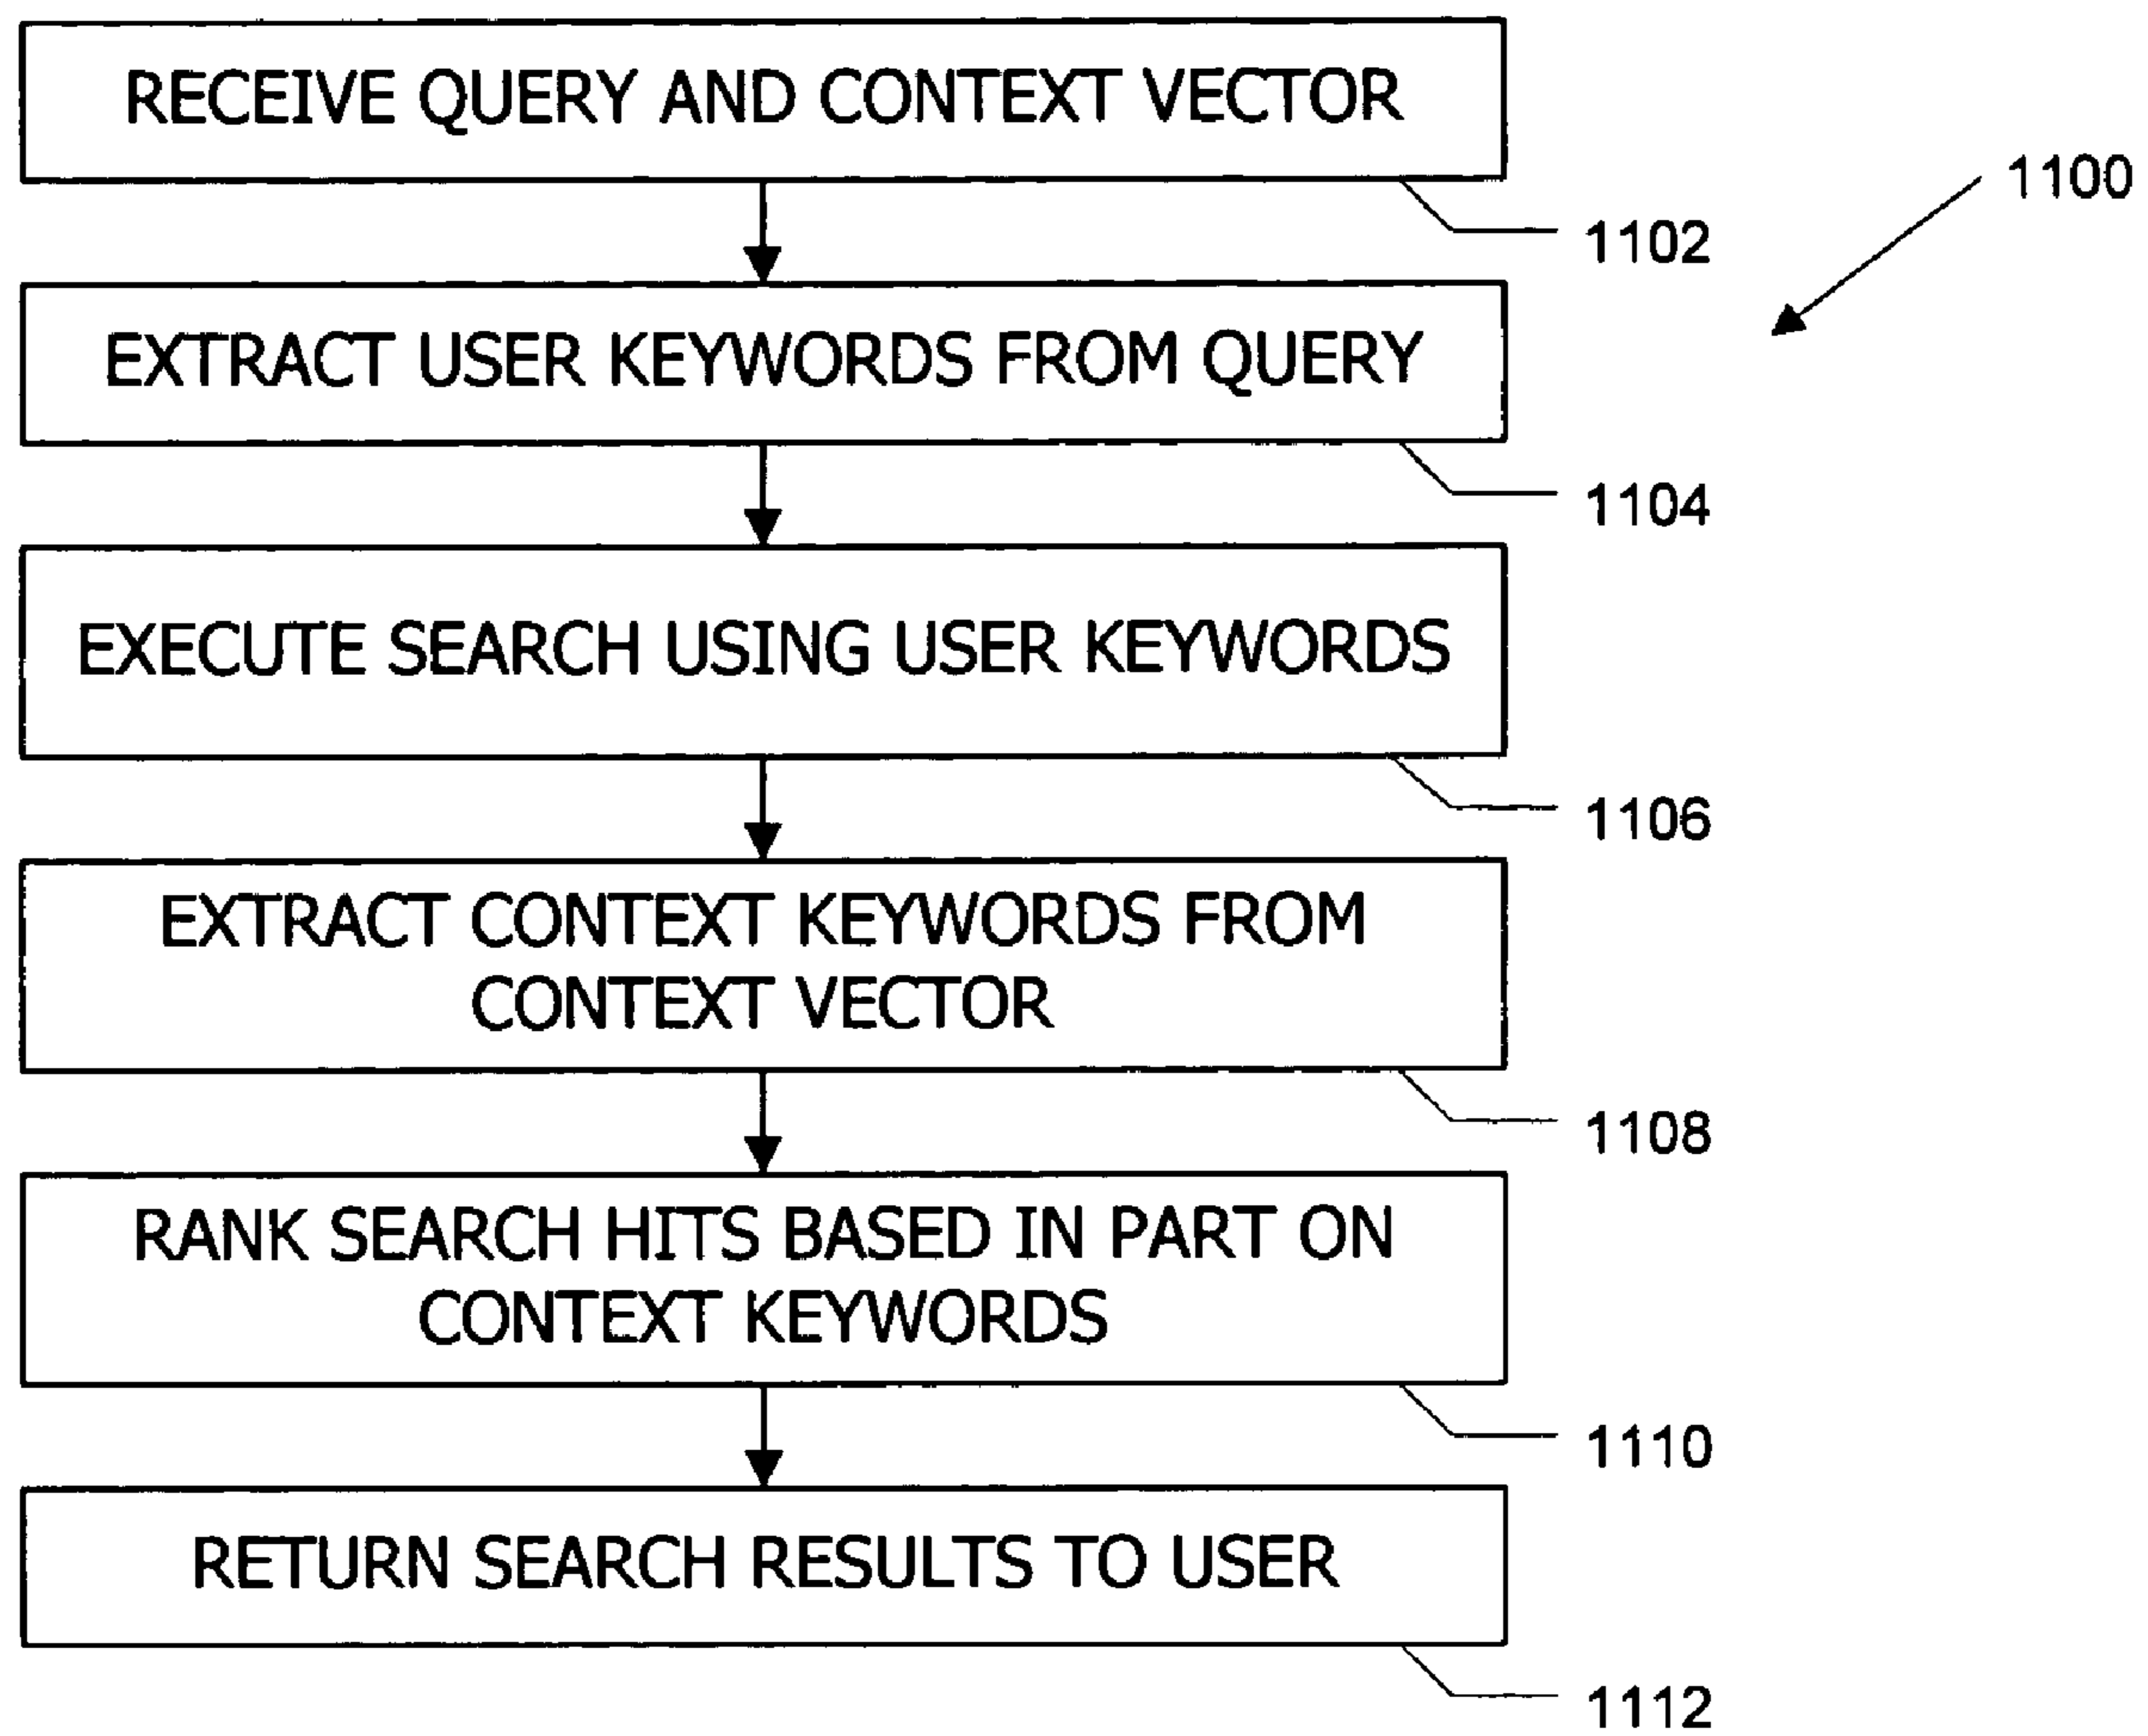 RECEIVE QUERY AND CONTEXT VECTOR
1100
1102
EXTRACT USER KEYWORDS FROM QUERY
1104
EXECUTE SEARCH USING USER KEYWORDS
1106
EXTRACT CONTEXT KEYWORDS FROM
CONTEXT VECTOR
1108
RANK SEARCH HITS BASED IN PART ON
CONTEXT KEYWORDS
1110
RETURN SEARCH RESULTS TO USER
1112